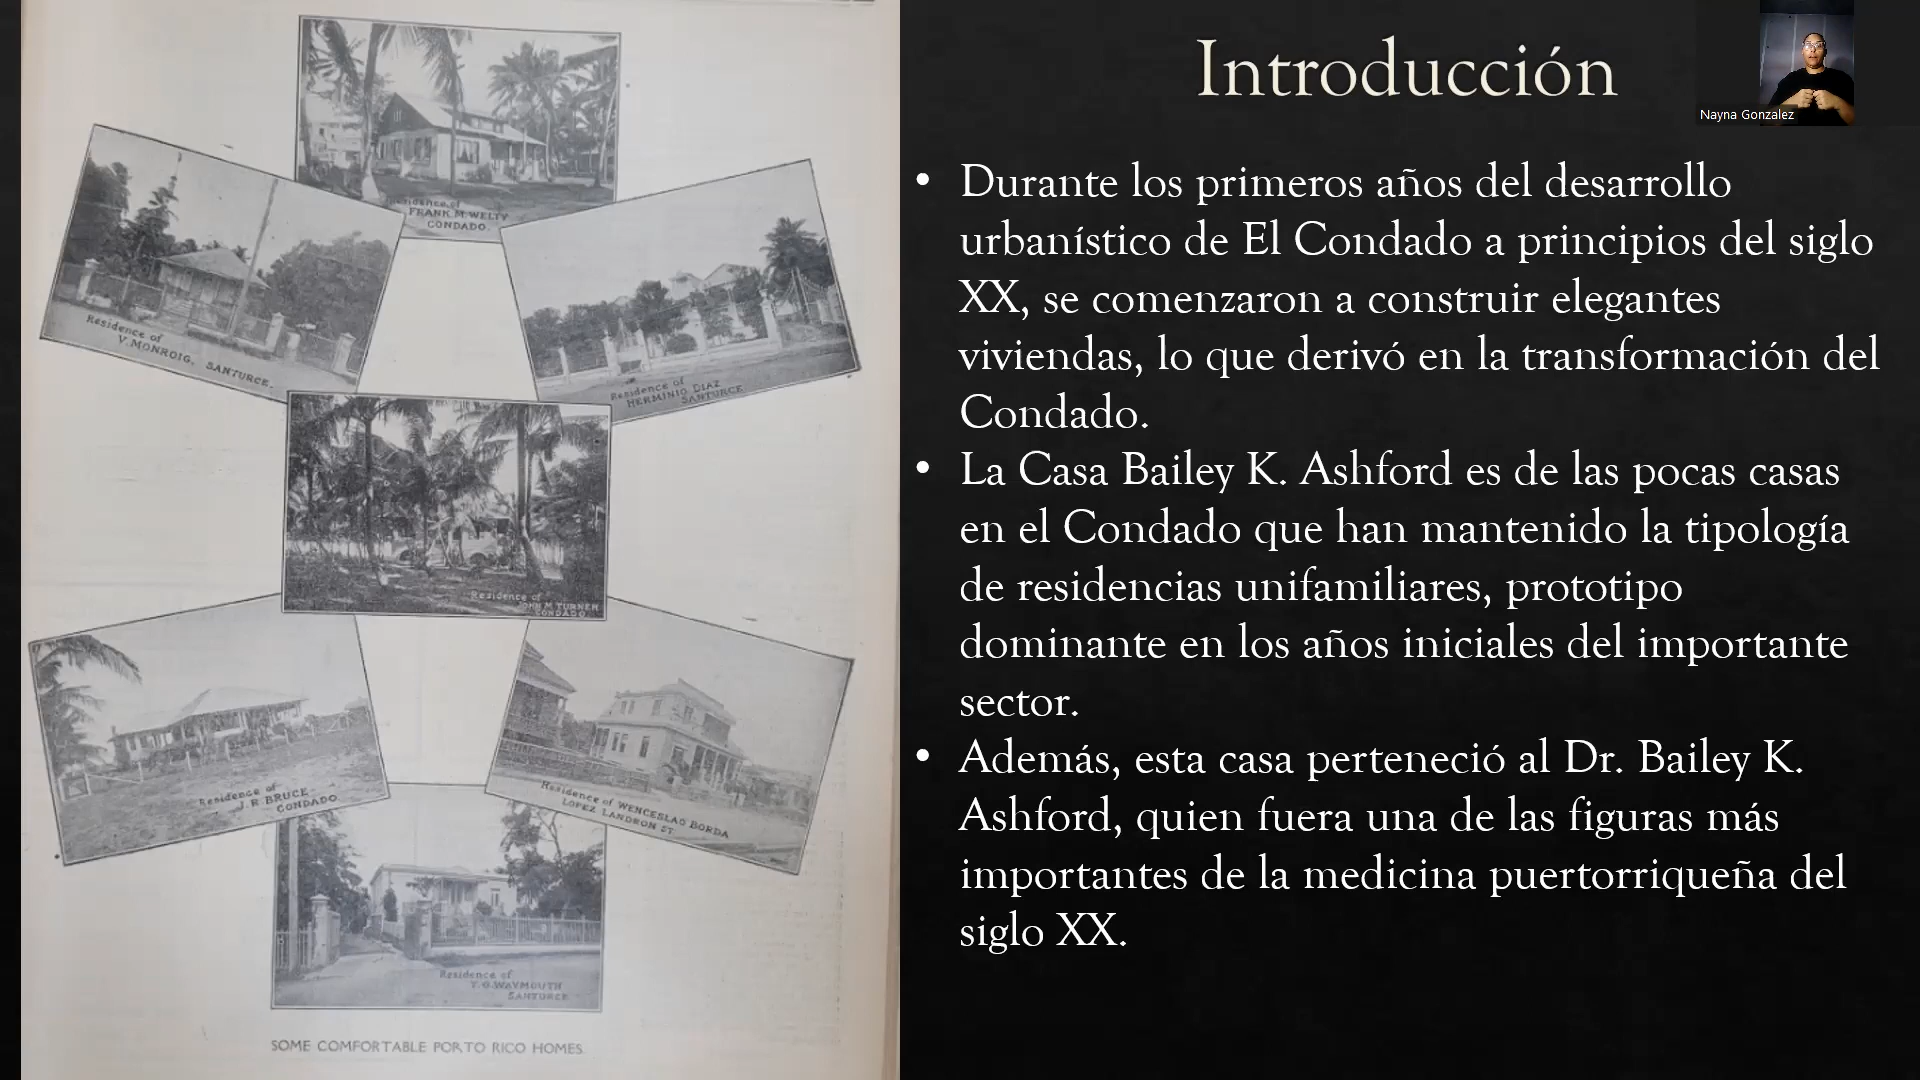 Introducción
Nayna Gonzalez
• Durante los primeros años del desarrollo
urbanístico de El Condado a principios del siglo
XX, se comenzaron a construir elegantes
viviendas, lo que derivó en la transformación del
Condado.
• La Casa Bailey K. Ashford es de las pocas casas
en el Condado que han mantenido la tipología
de residencias unifamiliares, prototipo
dominante en los años iniciales del importante
sector.
• Además, esta casa perteneció al Dr. Bailey K.
Ashford, quien fuera una de las figuras más
importantes de la medicina puertorriqueña del
siglo XX.
Residence of
FRANK M. WELTY
CONDADO.
Residence of
V. MONROIG. SANTURCE.
Residence of
HERMINIO DIAZ
SANTURCE
Residence of
JOHN M TURNER
CONDADO
Residence of
J.R. BRUCE
CONDADO.
Residence of WENCESLAO BORDA
LOPEZ LANDRON ST.
Residence of
T.G. WAYMOUTH
SANTURCE
SOME COMFORTABLE PORTO RICO HOMES